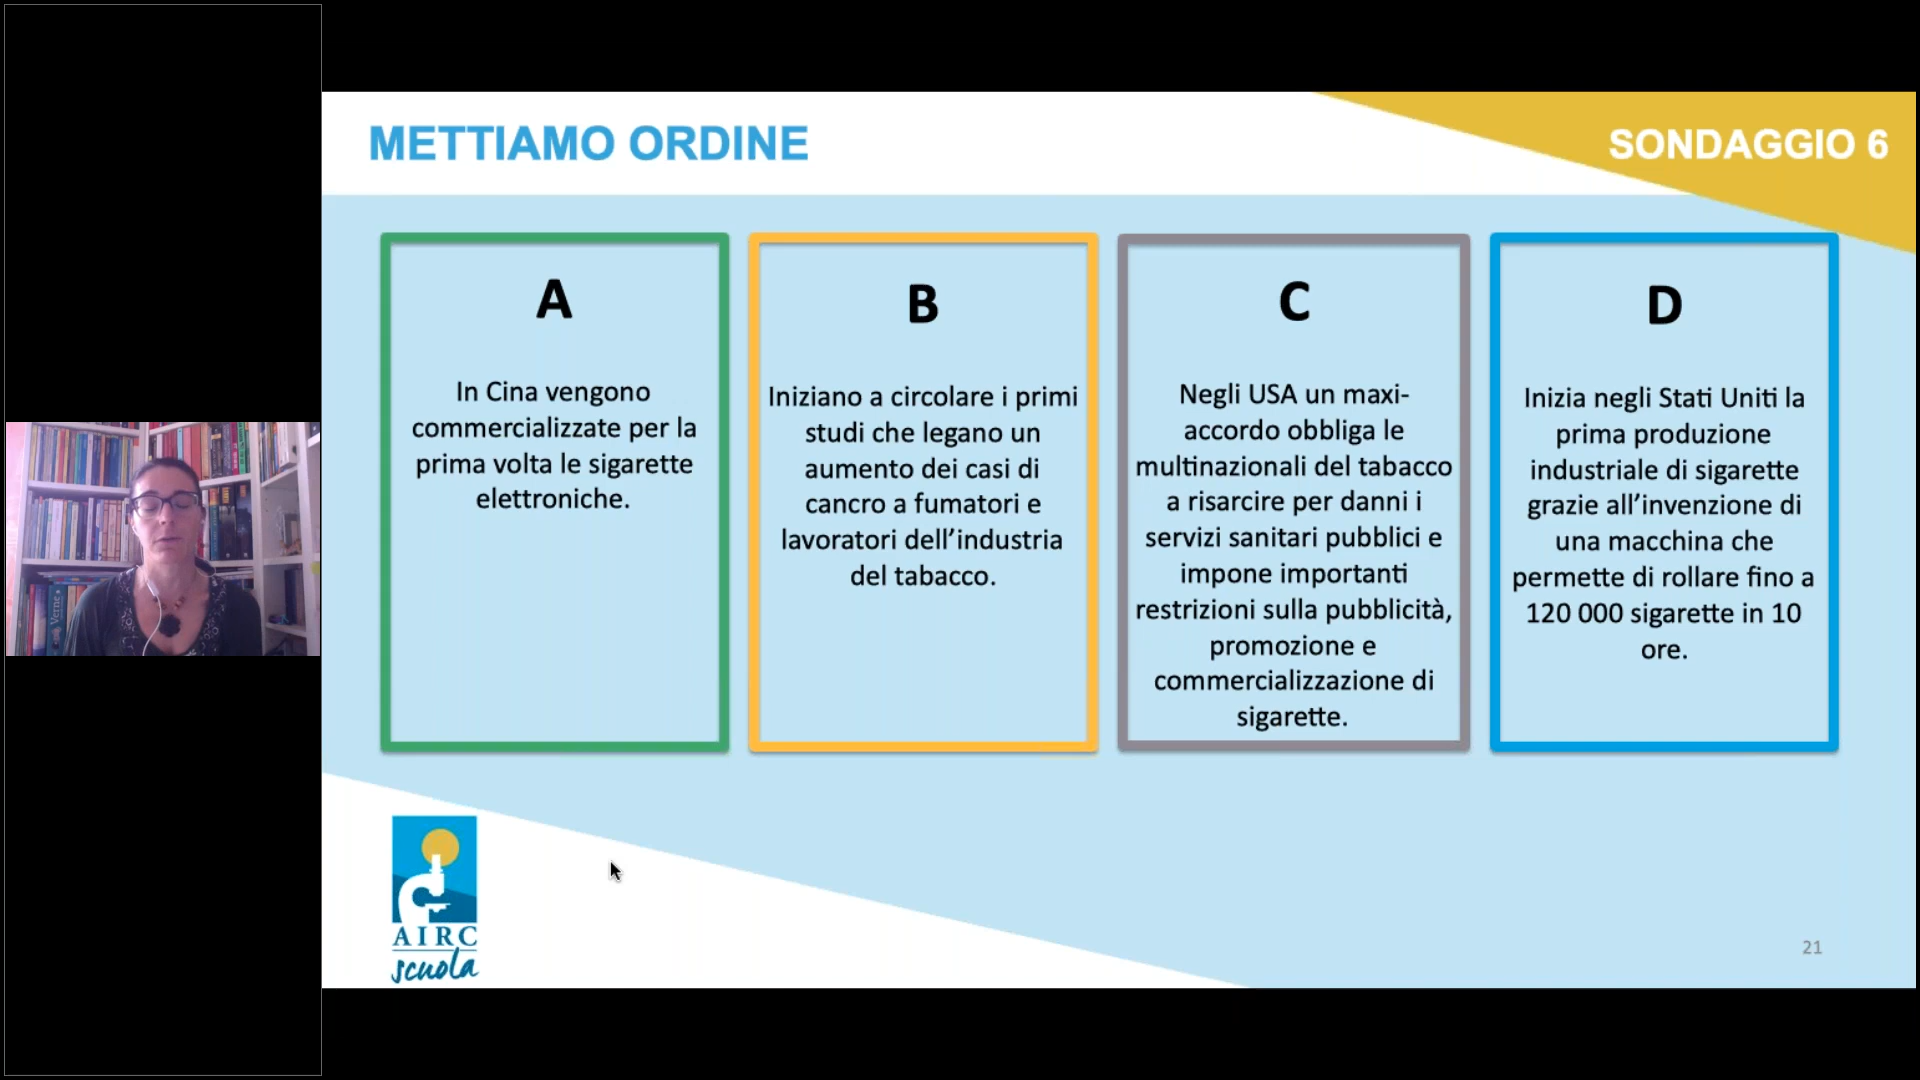 METTIAMO ORDINE
SONDAGGIO 6
A
In Cina vengono
commercializzate per la
prima volta le sigarette
elettroniche.
B
Iniziano a circolare i primi
studi che legano un
aumento dei casi di
cancro a fumatori e
lavoratori dell’industria
del tabacco.
C
Negli USA un maxi-
accordo obbliga le
multinazionali del tabacco
a risarcire per danni i
servizi sanitari pubblici e
impone importanti
restrizioni sulla pubblicità,
promozione e
commercializzazione di
sigarette.
D
Inizia negli Stati Uniti la
prima produzione
industriale di sigarette
grazie all’invenzione di
una macchina che
permette di rollare fino a
120 000 sigarette in 10
ore.
Verne
AIRC
scuola
21